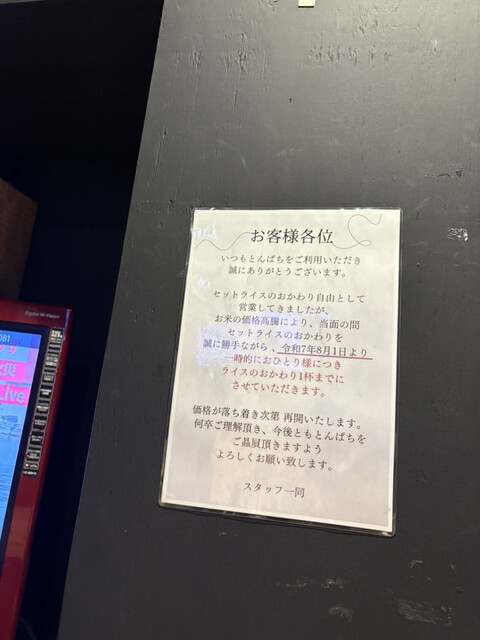 お客様各位
いつもとんぱちをご利用いただき
誠にありがとうございます。
セットライスのおかわり自由として
営業してきましたが、
お米の価格高騰により、当面の間
セットライスのおかわりを
誠に勝手ながら、令和7年8月1日より
一時的におひとり様につき
ライスのおかわり1杯までに
させていただきます。
価格が落ち着き次第 再開いたします。
何卒ご理解頂き、今後ともとんぱちを
ご贔屓頂きますよう
よろしくお願い致します。
スタッフ一同
Digital Hi-Vision
081
Live